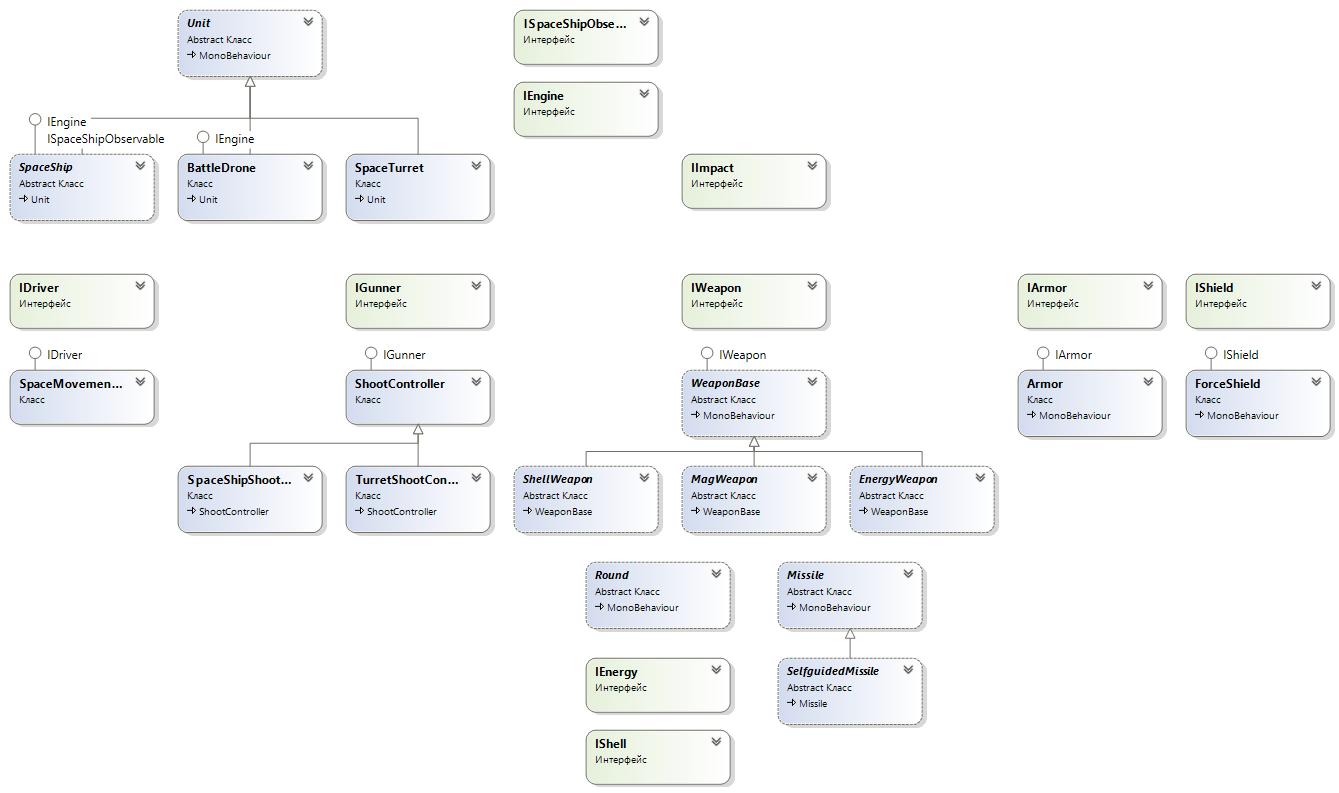 Unit
Abstract Класс
MonoBehaviour
ISpaceShipObse...
Интерфейс
IEngine
Интерфейс
IEngine
ISpaceShipObservable
IEngine
SpaceShip
Abstract Класс
Unit
BattleDrone
Класс
Unit
SpaceTurret
Класс
Unit
IImpact
Интерфейс
IDriver
Интерфейс
IGunner
Интерфейс
IWeapon
Интерфейс
IArmor
Интерфейс
IShield
Интерфейс
IDriver
IGunner
IWeapon
IArmor
IShield
SpaceMovemen...
Класс
ShootController
Класс
WeaponBase
Abstract Класс
MonoBehaviour
Armor
Класс
MonoBehaviour
ForceShield
Класс
MonoBehaviour
SpaceShipShoot...
Класс
ShootController
TurretShootCon...
Класс
ShootController
ShellWeapon
Abstract Класс
WeaponBase
MagWeapon
Abstract Класс
WeaponBase
EnergyWeapon
Abstract Класс
WeaponBase
Round
Abstract Класс
MonoBehaviour
Missile
Abstract Класс
MonoBehaviour
IEnergy
Интерфейс
SelfguidedMissile
Abstract Класс
Missile
IShell
Интерфейс